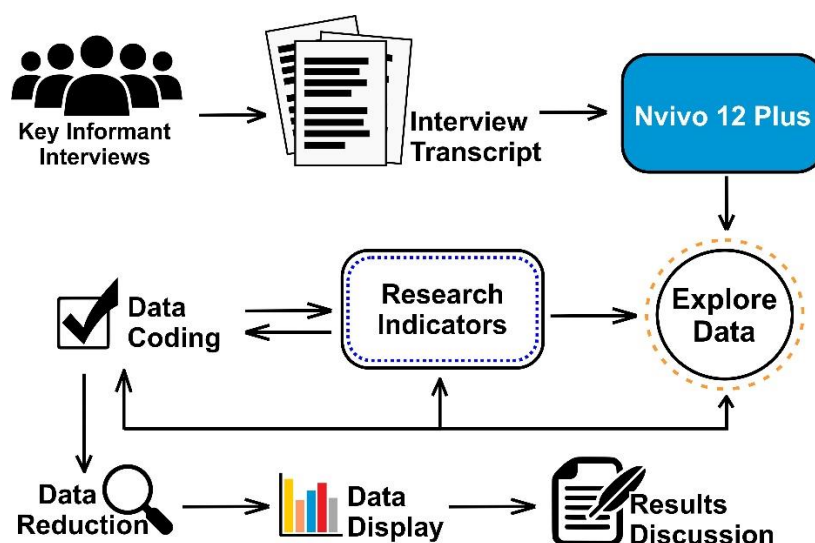 Key Informant
Interviews
Interview
Transcript
Nvivo 12 Plus
Data
Coding
Research
Indicators
Explore
Data
Data
Reduction
Data
Display
Results
Discussion